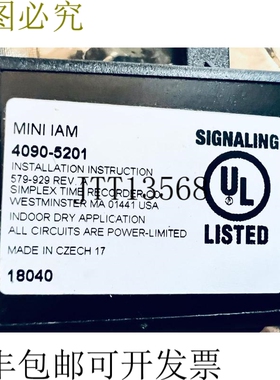 图必究
MINI IAM
4090-5201
INSTALLATION INSTRUCTION
579-929 REV
SIMPLEX TIME RECORDER CO.
WESTMINSTER MA 01441 USA
INDOOR DRY APPLICATION
ALL CIRCUITS ARE POWER-LIMITED
MADE IN CZECH 17
18040
SIGNALING
UL
LISTED
JTT13568
包邮可开发票